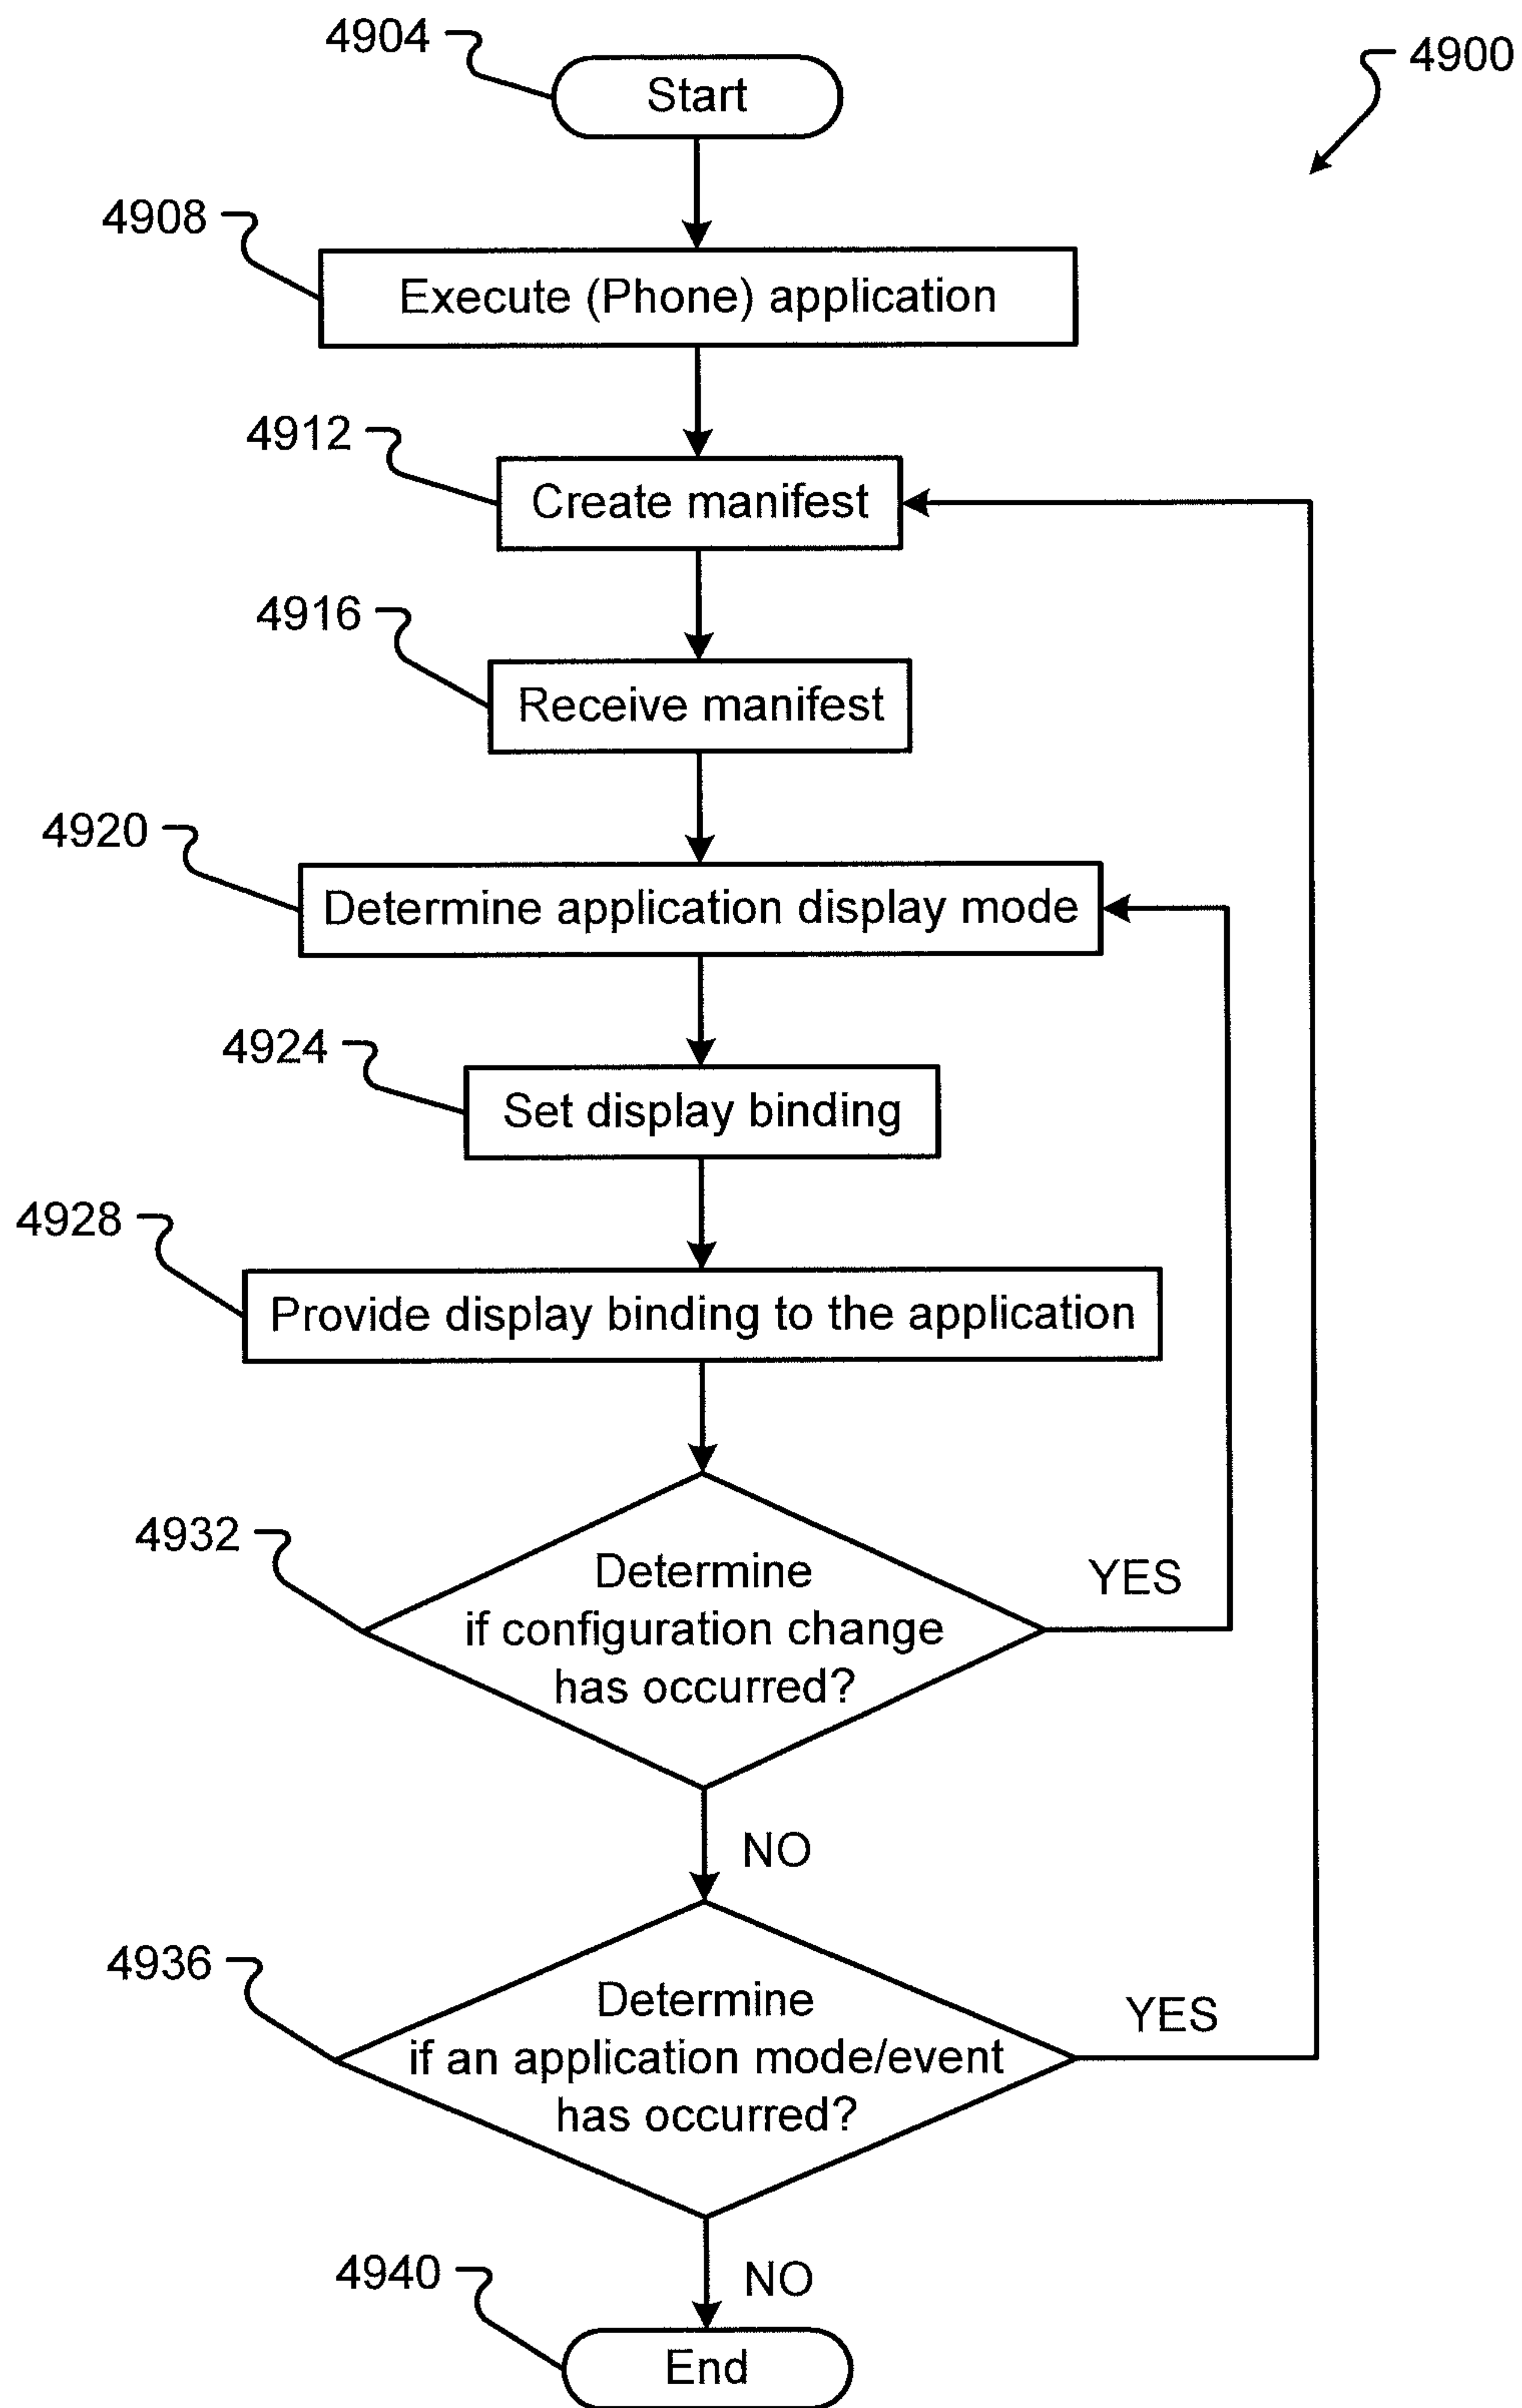 4904
Start
4900
4908
Execute (Phone) application
4912
Create manifest
4916
Receive manifest
4920
Determine application display mode
4924
Set display binding
4928
Provide display binding to the application
4932
Determine
if configuration change
has occurred?
YES
NO
4936
Determine
if an application mode/event
has occurred?
YES
NO
4940
End